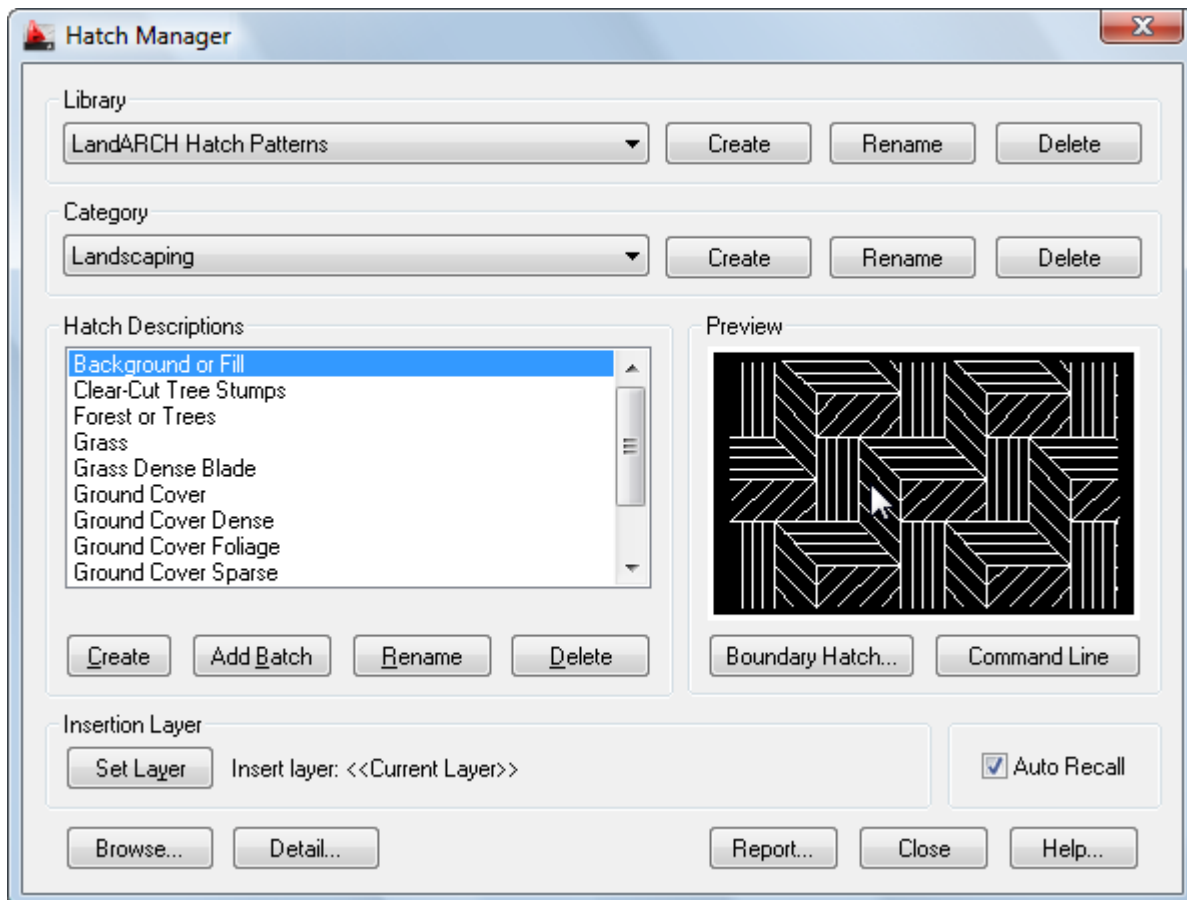 Hatch Manager
Library
LandARCH Hatch Patterns Create Rename Delete
Category
Landscaping Create Rename Delete
Hatch Descriptions
Background or Fill
Clear-Cut Tree Stumps
Forest or Trees
Grass
Grass Dense Blade
Ground Cover
Ground Cover Dense
Ground Cover Foliage
Ground Cover Sparse
Create Add Batch Rename Delete
Preview
Boundary Hatch... Command Line
Insertion Layer
Set Layer Insert layer: <<Current Layer>>
Auto Recall
Browse... Detail... Report... Close Help...